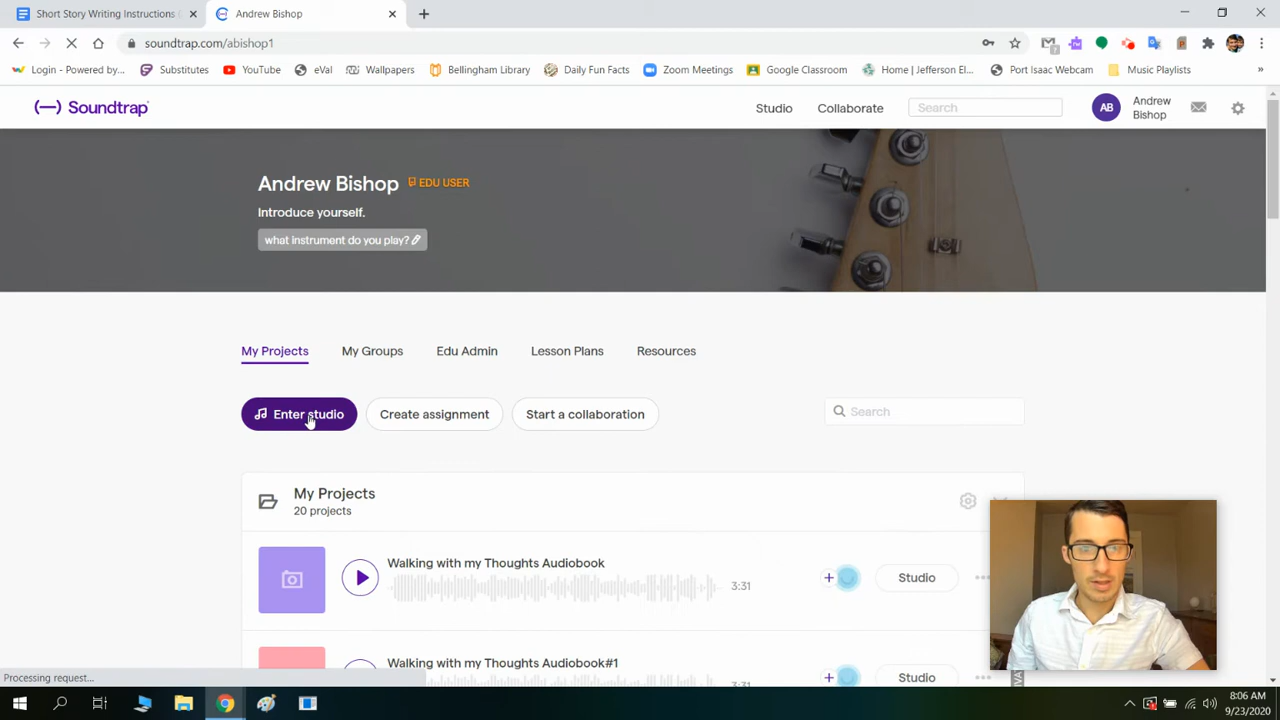 Short Story Writing Instructions (
Andrew Bishop
soundtrap.com/abishop1
Login - Powered by...
Substitutes
YouTube
eVal
Wallpapers
Bellingham Library
Daily Fun Facts
Zoom Meetings
Google Classroom
Home | Jefferson El...
Port Isaac Webcam
Music Playlists
»
Soundtrap
Studio
Collaborate
Search
AB
Andrew
Bishop
Andrew Bishop
EDU USER
Introduce yourself.
what instrument do you play?
My Projects
My Groups
Edu Admin
Lesson Plans
Resources
Enter studio
Create assignment
Start a collaboration
Search
My Projects
20 projects
Walking with my Thoughts Audiobook
3:31
+
Studio
Walking with my Thoughts Audiobook#1
3:31
+
Studio
Processing request...
8:06 AM
9/23/2020